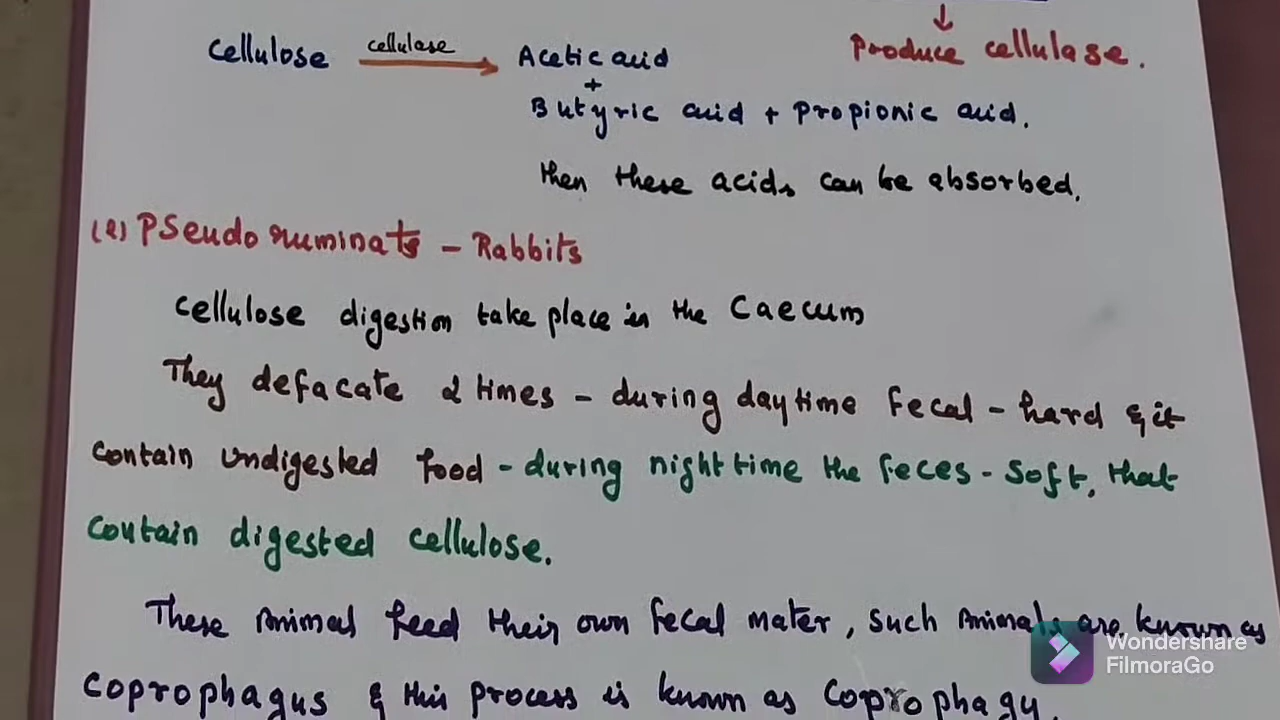 ↓
cellulose cellulase → Acetic acid Produce cellulase.
+
Butyric acid + Propionic acid.
then these acids can be absorbed.
(2) Pseudo ruminats - Rabbits
cellulose digestion take place in the Caecum
They defacate 2 times - during daytime fecal - hard & it
contain undigested food - during night time the feces - soft, that
contain digested cellulose.
These Animal feed their own fecal mater, such Animals are known as
coprophagus & this process is known as coprophagy.
Wondershare
FilmoraGo